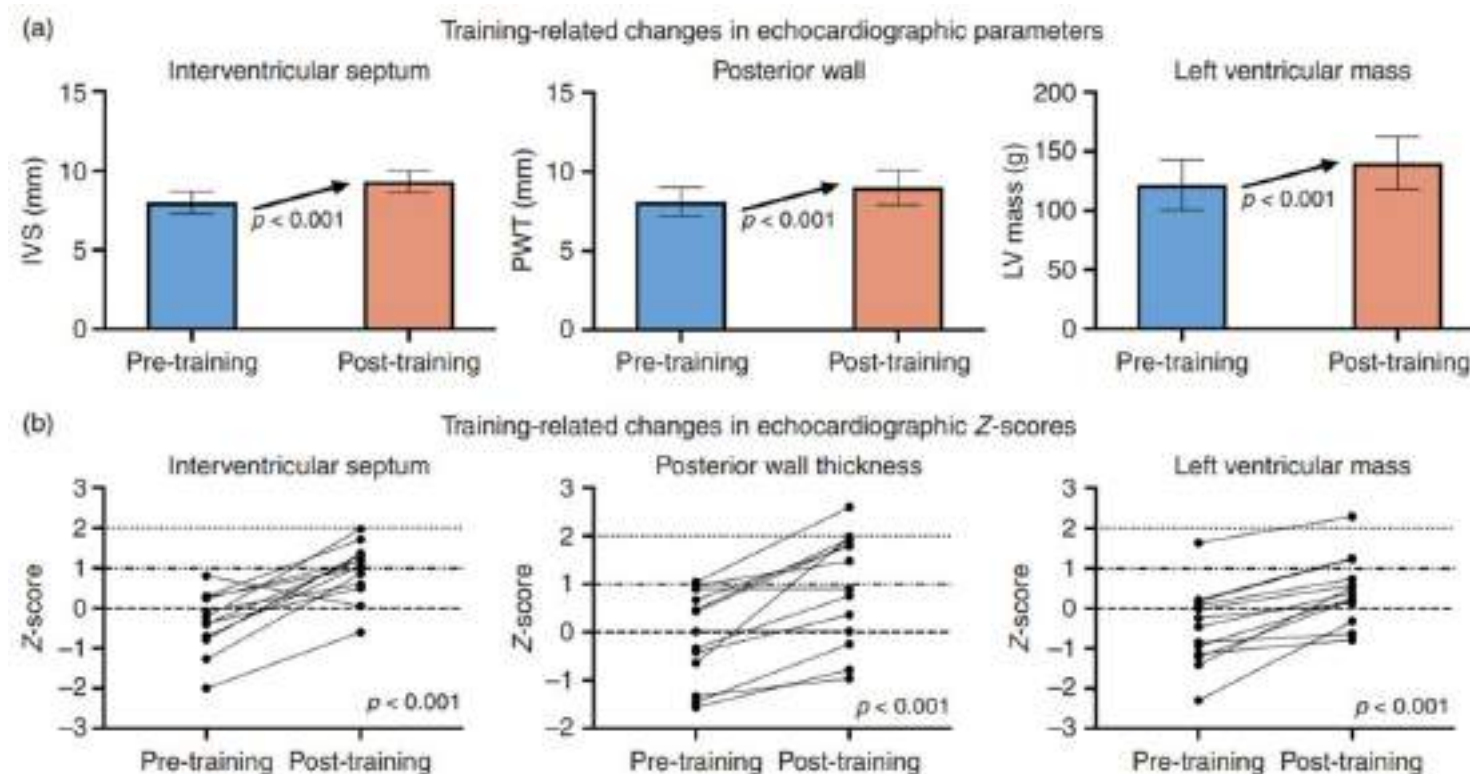 (a)
Training-related changes in echocardiographic parameters
Interventricular septum
Posterior wall
Left ventricular mass
15
10
5
0
IVS (mm)
p < 0.001
Pre-training
Post-training
15
10
5
0
PWT (mm)
p < 0.001
Pre-training
Post-training
200
150
100
50
0
LV mass (g)
p < 0.001
Pre-training
Post-training
(b)
Training-related changes in echocardiographic Z-scores
Interventricular septum
Posterior wall thickness
Left ventricular mass
3
2
1
0
−1
−2
−3
Z-score
p < 0.001
Pre-training
Post-training
3
2
1
0
−1
−2
Z-score
p < 0.001
Pre-training
Post-training
3
2
1
0
−1
−2
−3
Z-score
p < 0.001
Pre-training
Post-training